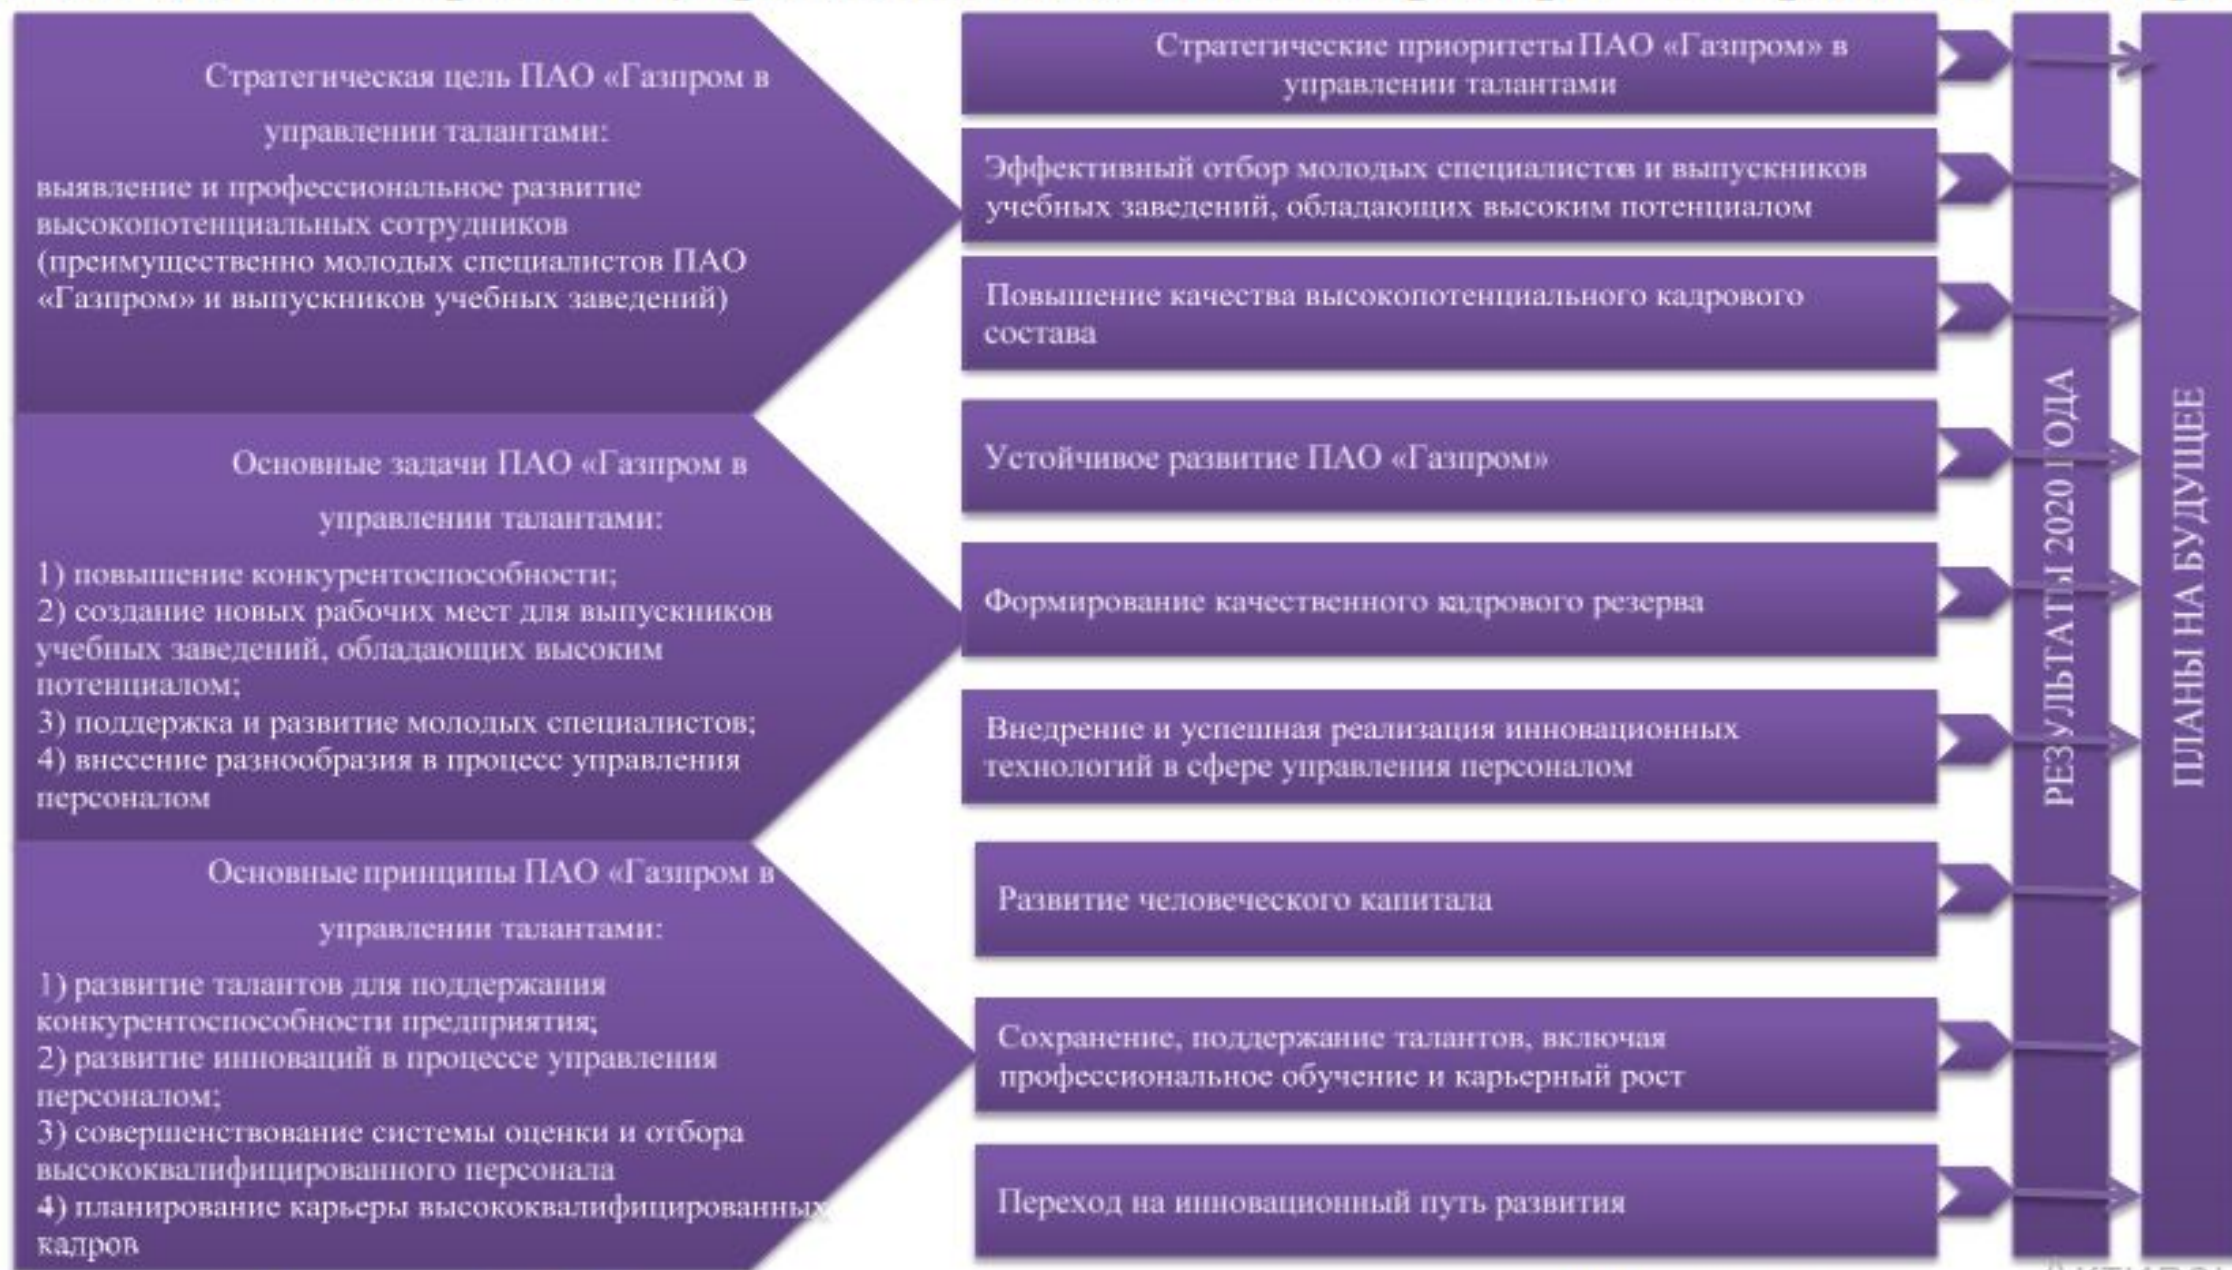 Стратегическая цель ПАО «Газпром в
управлении талантами:
выявление и профессиональное развитие
высокопотенциальных сотрудников
(преимущественно молодых специалистов ПАО
«Газпром» и выпускников учебных заведений)
Основные задачи ПАО «Газпром в
управлении талантами:
1) повышение конкурентоспособности;
2) создание новых рабочих мест для выпускников
учебных заведений, обладающих высоким
потенциалом;
3) поддержка и развитие молодых специалистов;
4) внесение разнообразия в процесс управления
персоналом
Основные принципы ПАО «Газпром в
управлении талантами:
1) развитие талантов для поддержания
конкурентоспособности предприятия;
2) развитие инноваций в процессе управления
персоналом;
3) совершенствование системы оценки и отбора
высококвалифицированного персонала
4) планирование карьеры высококвалифицированных
кадров
Стратегические приоритеты ПАО «Газпром» в
управлении талантами
Эффективный отбор молодых специалистов и выпускников
учебных заведений, обладающих высоким потенциалом
Повышение качества высокопотенциального кадрового
состава
Устойчивое развитие ПАО «Газпром»
Формирование качественного кадрового резерва
Внедрение и успешная реализация инновационных
технологий в сфере управления персоналом
Развитие человеческого капитала
Сохранение, поддержание талантов, включая
профессиональное обучение и карьерный рост
Переход на инновационный путь развития
РЕЗУЛЬТАТЫ 2020 ГОДА
ПЛАНЫ НА БУДУЩЕЕ